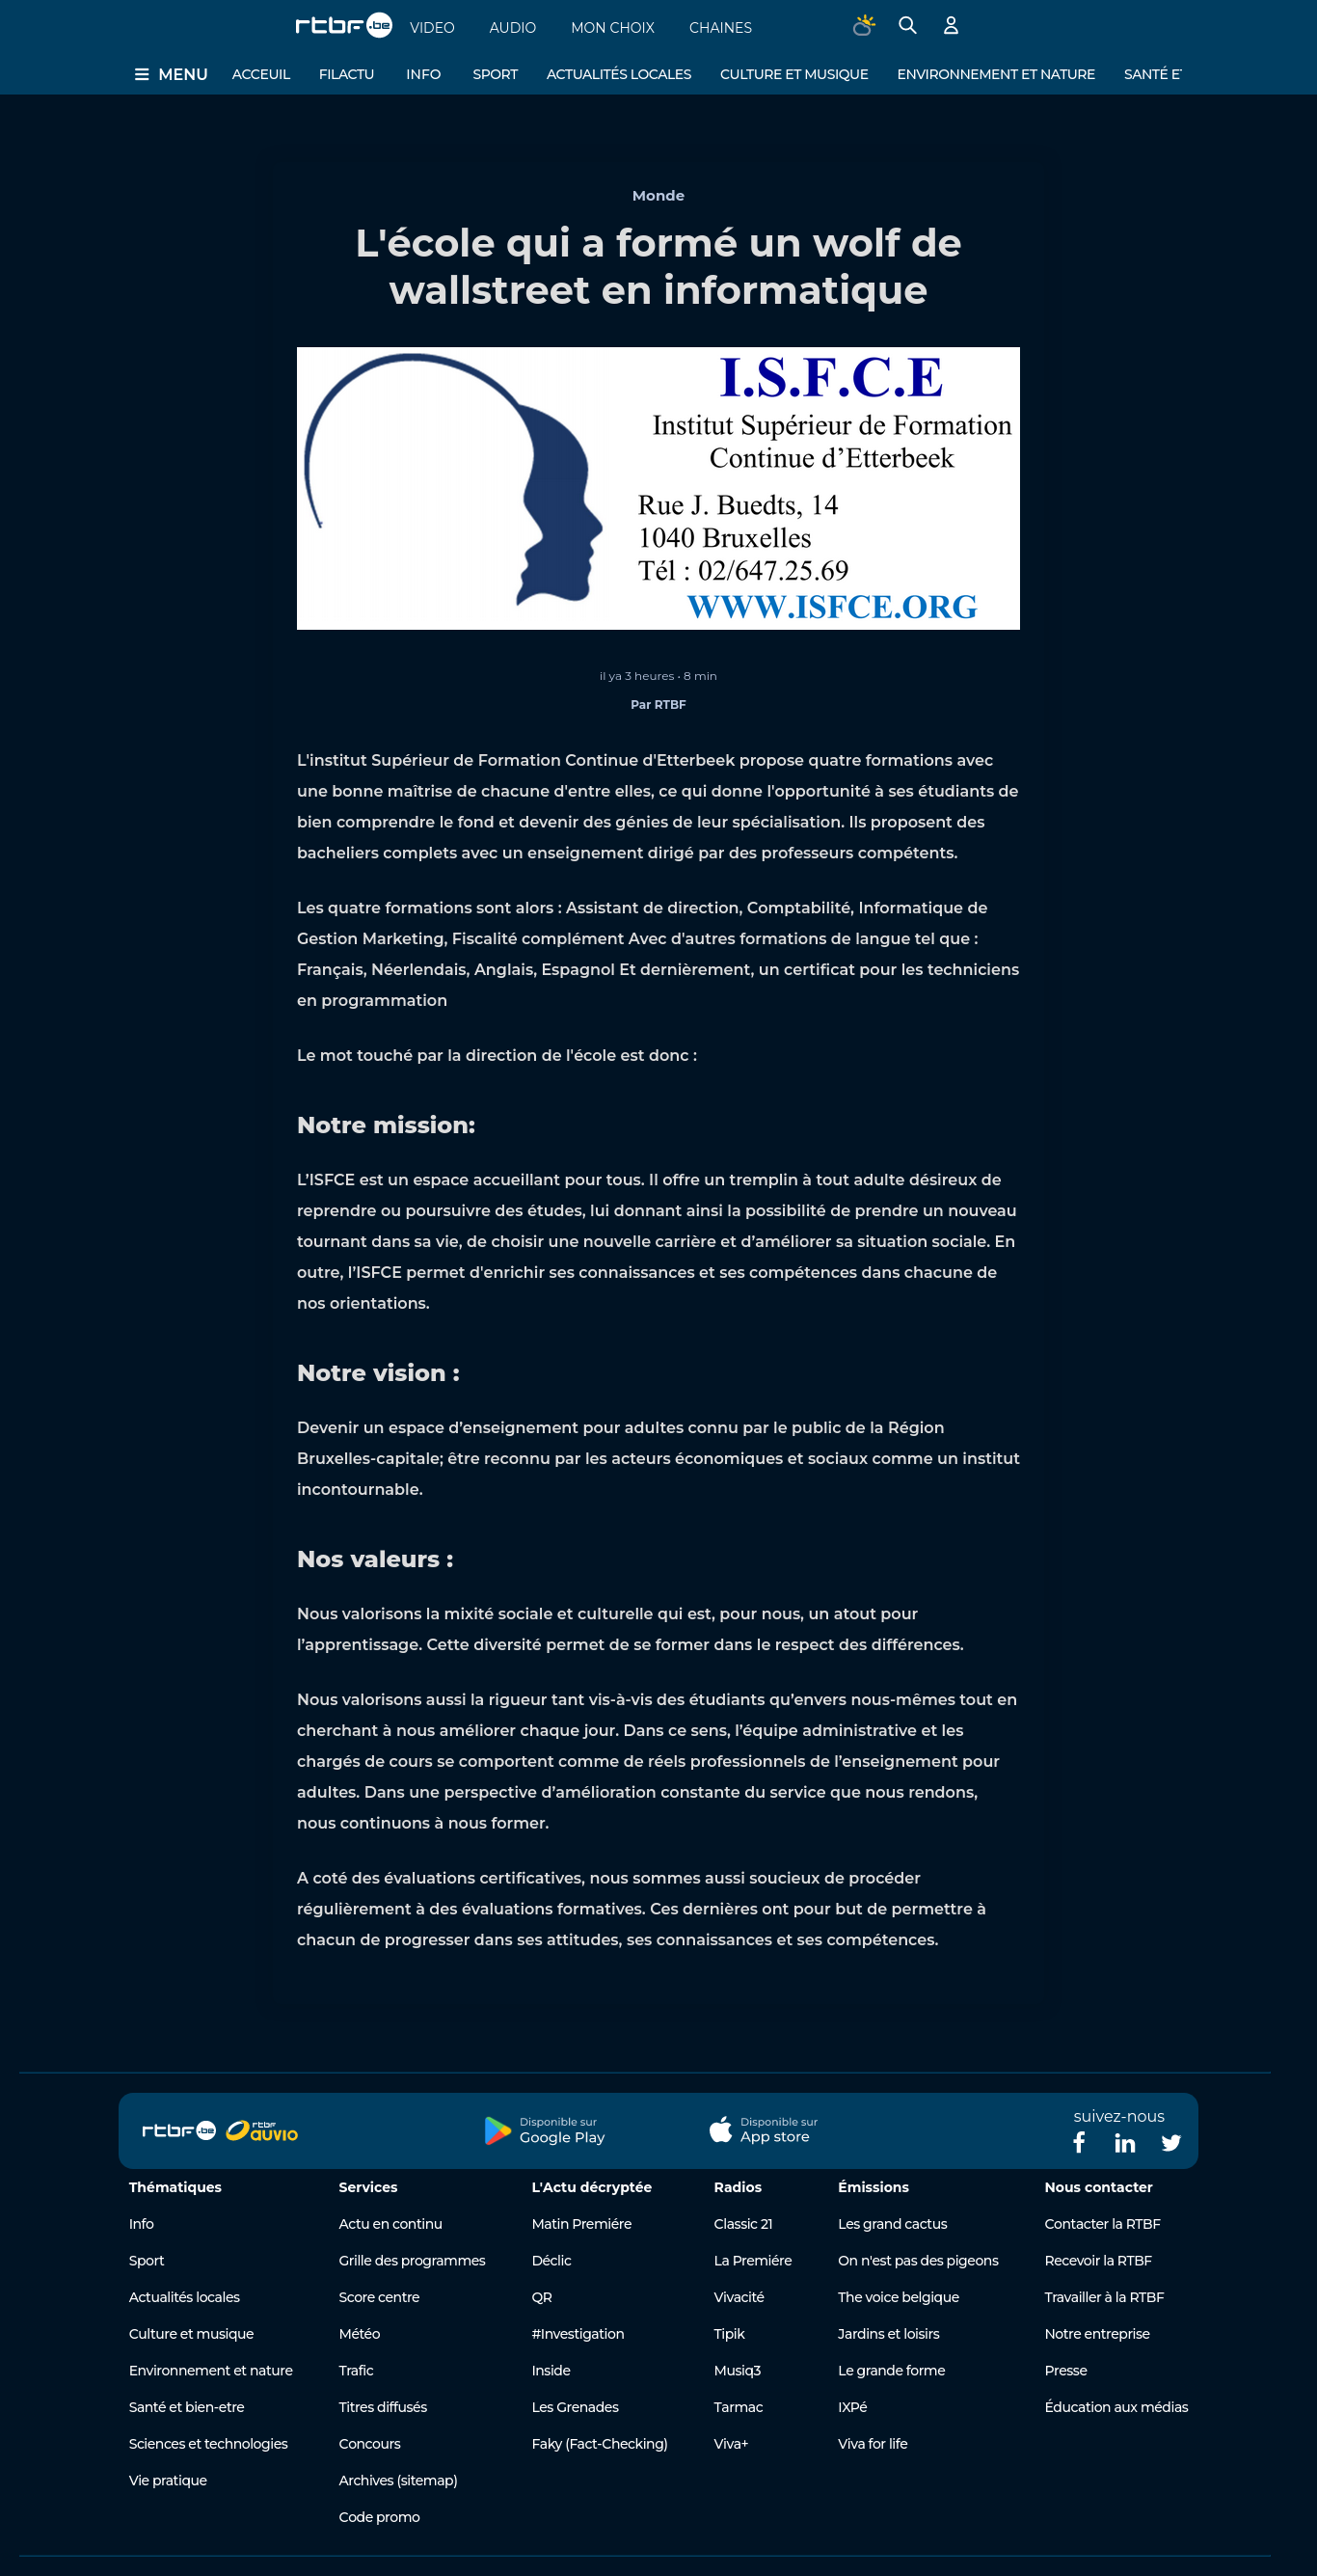 rtbf.be VIDEO AUDIO MON CHOIX CHAINES
MENU ACCEUIL FILACTU INFO SPORT ACTUALITÉS LOCALES CULTURE ET MUSIQUE ENVIRONNEMENT ET NATURE SANTÉ ET
Monde
L'école qui a formé un wolf de
wallstreet en informatique
I.S.F.C.E
Institut Supérieur de Formation
Continue d’Etterbeek
Rue J. Buedts, 14
1040 Bruxelles
Tél : 02/647.25.69
WWW.ISFCE.ORG
il ya 3 heures • 8 min
Par RTBF
L'institut Supérieur de Formation Continue d'Etterbeek propose quatre formations avec
une bonne maîtrise de chacune d'entre elles, ce qui donne l'opportunité à ses étudiants de
bien comprendre le fond et devenir des génies de leur spécialisation. Ils proposent des
bacheliers complets avec un enseignement dirigé par des professeurs compétents.
Les quatre formations sont alors : Assistant de direction, Comptabilité, Informatique de
Gestion Marketing, Fiscalité complément Avec d'autres formations de langue tel que :
Français, Néerlendais, Anglais, Espagnol Et dernièrement, un certificat pour les techniciens
en programmation
Le mot touché par la direction de l'école est donc :
Notre mission:
L’ISFCE est un espace accueillant pour tous. Il offre un tremplin à tout adulte désireux de
reprendre ou poursuivre des études, lui donnant ainsi la possibilité de prendre un nouveau
tournant dans sa vie, de choisir une nouvelle carrière et d’améliorer sa situation sociale. En
outre, l’ISFCE permet d'enrichir ses connaissances et ses compétences dans chacune de
nos orientations.
Notre vision :
Devenir un espace d’enseignement pour adultes connu par le public de la Région
Bruxelles-capitale; être reconnu par les acteurs économiques et sociaux comme un institut
incontournable.
Nos valeurs :
Nous valorisons la mixité sociale et culturelle qui est, pour nous, un atout pour
l’apprentissage. Cette diversité permet de se former dans le respect des différences.
Nous valorisons aussi la rigueur tant vis-à-vis des étudiants qu’envers nous-mêmes tout en
cherchant à nous améliorer chaque jour. Dans ce sens, l’équipe administrative et les
chargés de cours se comportent comme de réels professionnels de l’enseignement pour
adultes. Dans une perspective d’amélioration constante du service que nous rendons,
nous continuons à nous former.
A coté des évaluations certificatives, nous sommes aussi soucieux de procéder
régulièrement à des évaluations formatives. Ces dernières ont pour but de permettre à
chacun de progresser dans ses attitudes, ses connaissances et ses compétences.
rtbf.be rtbf auvio
Disponible sur
Google Play
Disponible sur
App store
suivez-nous
Thématiques
Info
Sport
Actualités locales
Culture et musique
Environnement et nature
Santé et bien-etre
Sciences et technologies
Vie pratique
Services
Actu en continu
Grille des programmes
Score centre
Météo
Trafic
Titres diffusés
Concours
Archives (sitemap)
Code promo
L'Actu décryptée
Matin Premiére
Déclic
QR
#Investigation
Inside
Les Grenades
Faky (Fact-Checking)
Radios
Classic 21
La Premiére
Vivacité
Tipik
Musiq3
Tarmac
Viva+
Émissions
Les grand cactus
On n'est pas des pigeons
The voice belgique
Jardins et loisirs
Le grande forme
IXPé
Viva for life
Nous contacter
Contacter la RTBF
Recevoir la RTBF
Travailler à la RTBF
Notre entreprise
Presse
Éducation aux médias